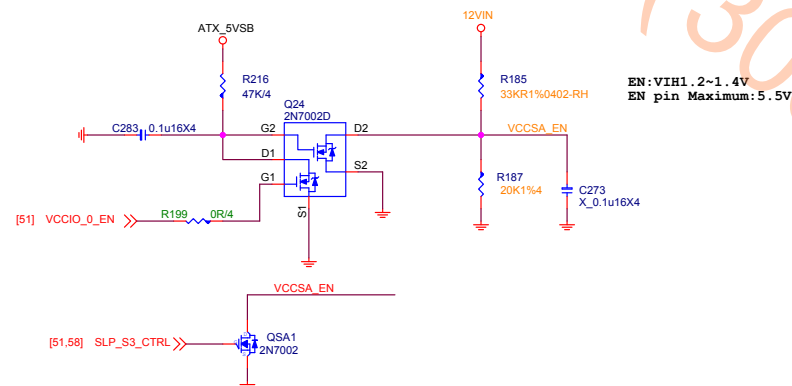 ATX_5VSB
12VIN
R216
47K/4
R185
33KR1%0402-RH
EN:VIH1.2~1.4V
EN pin Maximum:5.5V
Q24
2N7002D
C283 0.1u16X4
G2
D2
VCCSA_EN
D1
S2
G1
R187
20K1%4
C273
X_0.1u16X4
S1
[51] VCCIO_0_EN
R199 0R/4
VCCSA_EN
[51,58] SLP_S3_CTRL
QSA1
2N7002